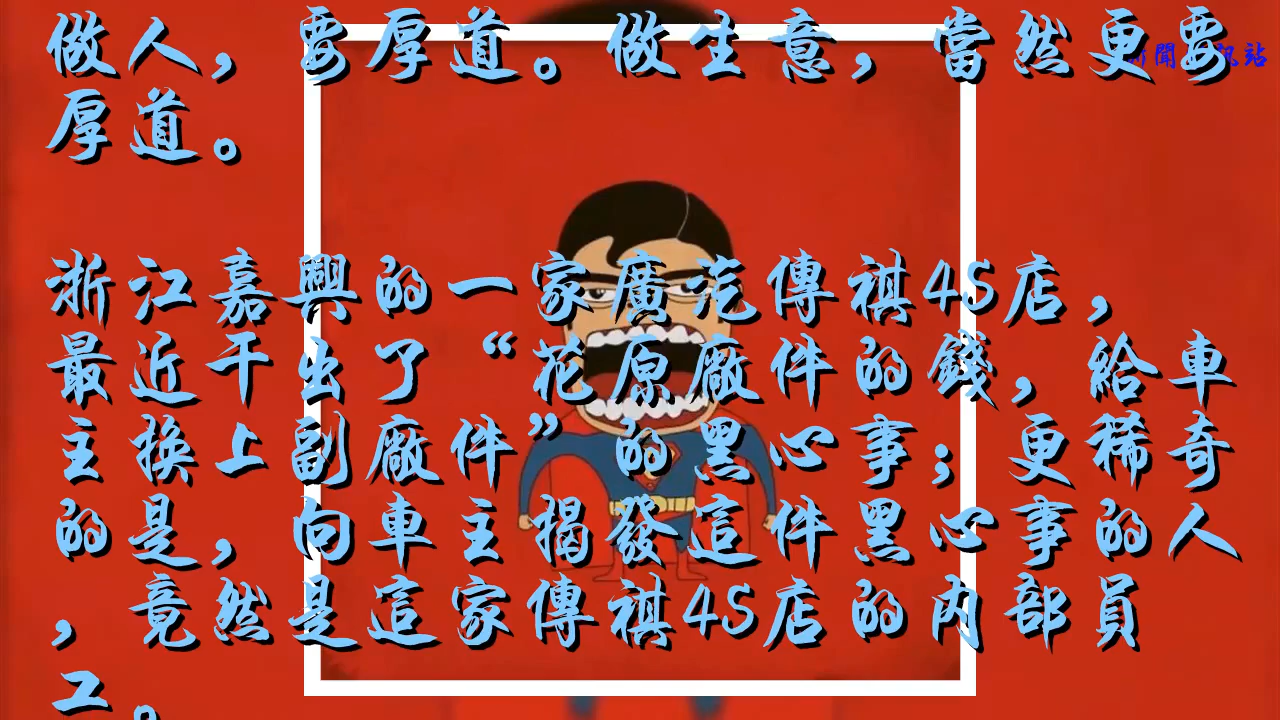 做人，要厚道。做生意，當然更要
厚道。
浙江嘉興的一家廣汽傳祺4S店，
最近干出了“花原廠件的錢，給車
主換上副廠件”的黑心事；更稀奇
的是，向車主揭發這件黑心事的人
，竟然是這家傳祺4S店的內部員
工。